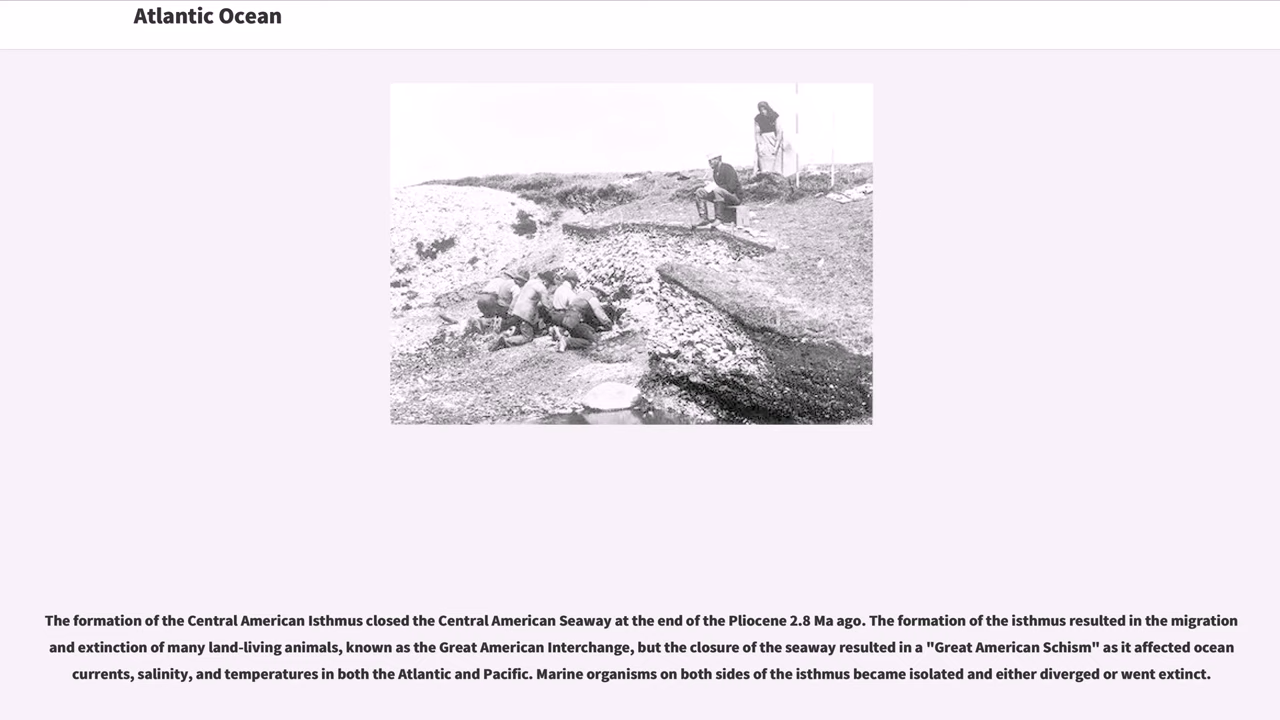 Atlantic Ocean
The formation of the Central American Isthmus closed the Central American Seaway at the end of the Pliocene 2.8 Ma ago. The formation of the isthmus resulted in the migration
and extinction of many land-living animals, known as the Great American Interchange, but the closure of the seaway resulted in a "Great American Schism" as it affected ocean
currents, salinity, and temperatures in both the Atlantic and Pacific. Marine organisms on both sides of the isthmus became isolated and either diverged or went extinct.